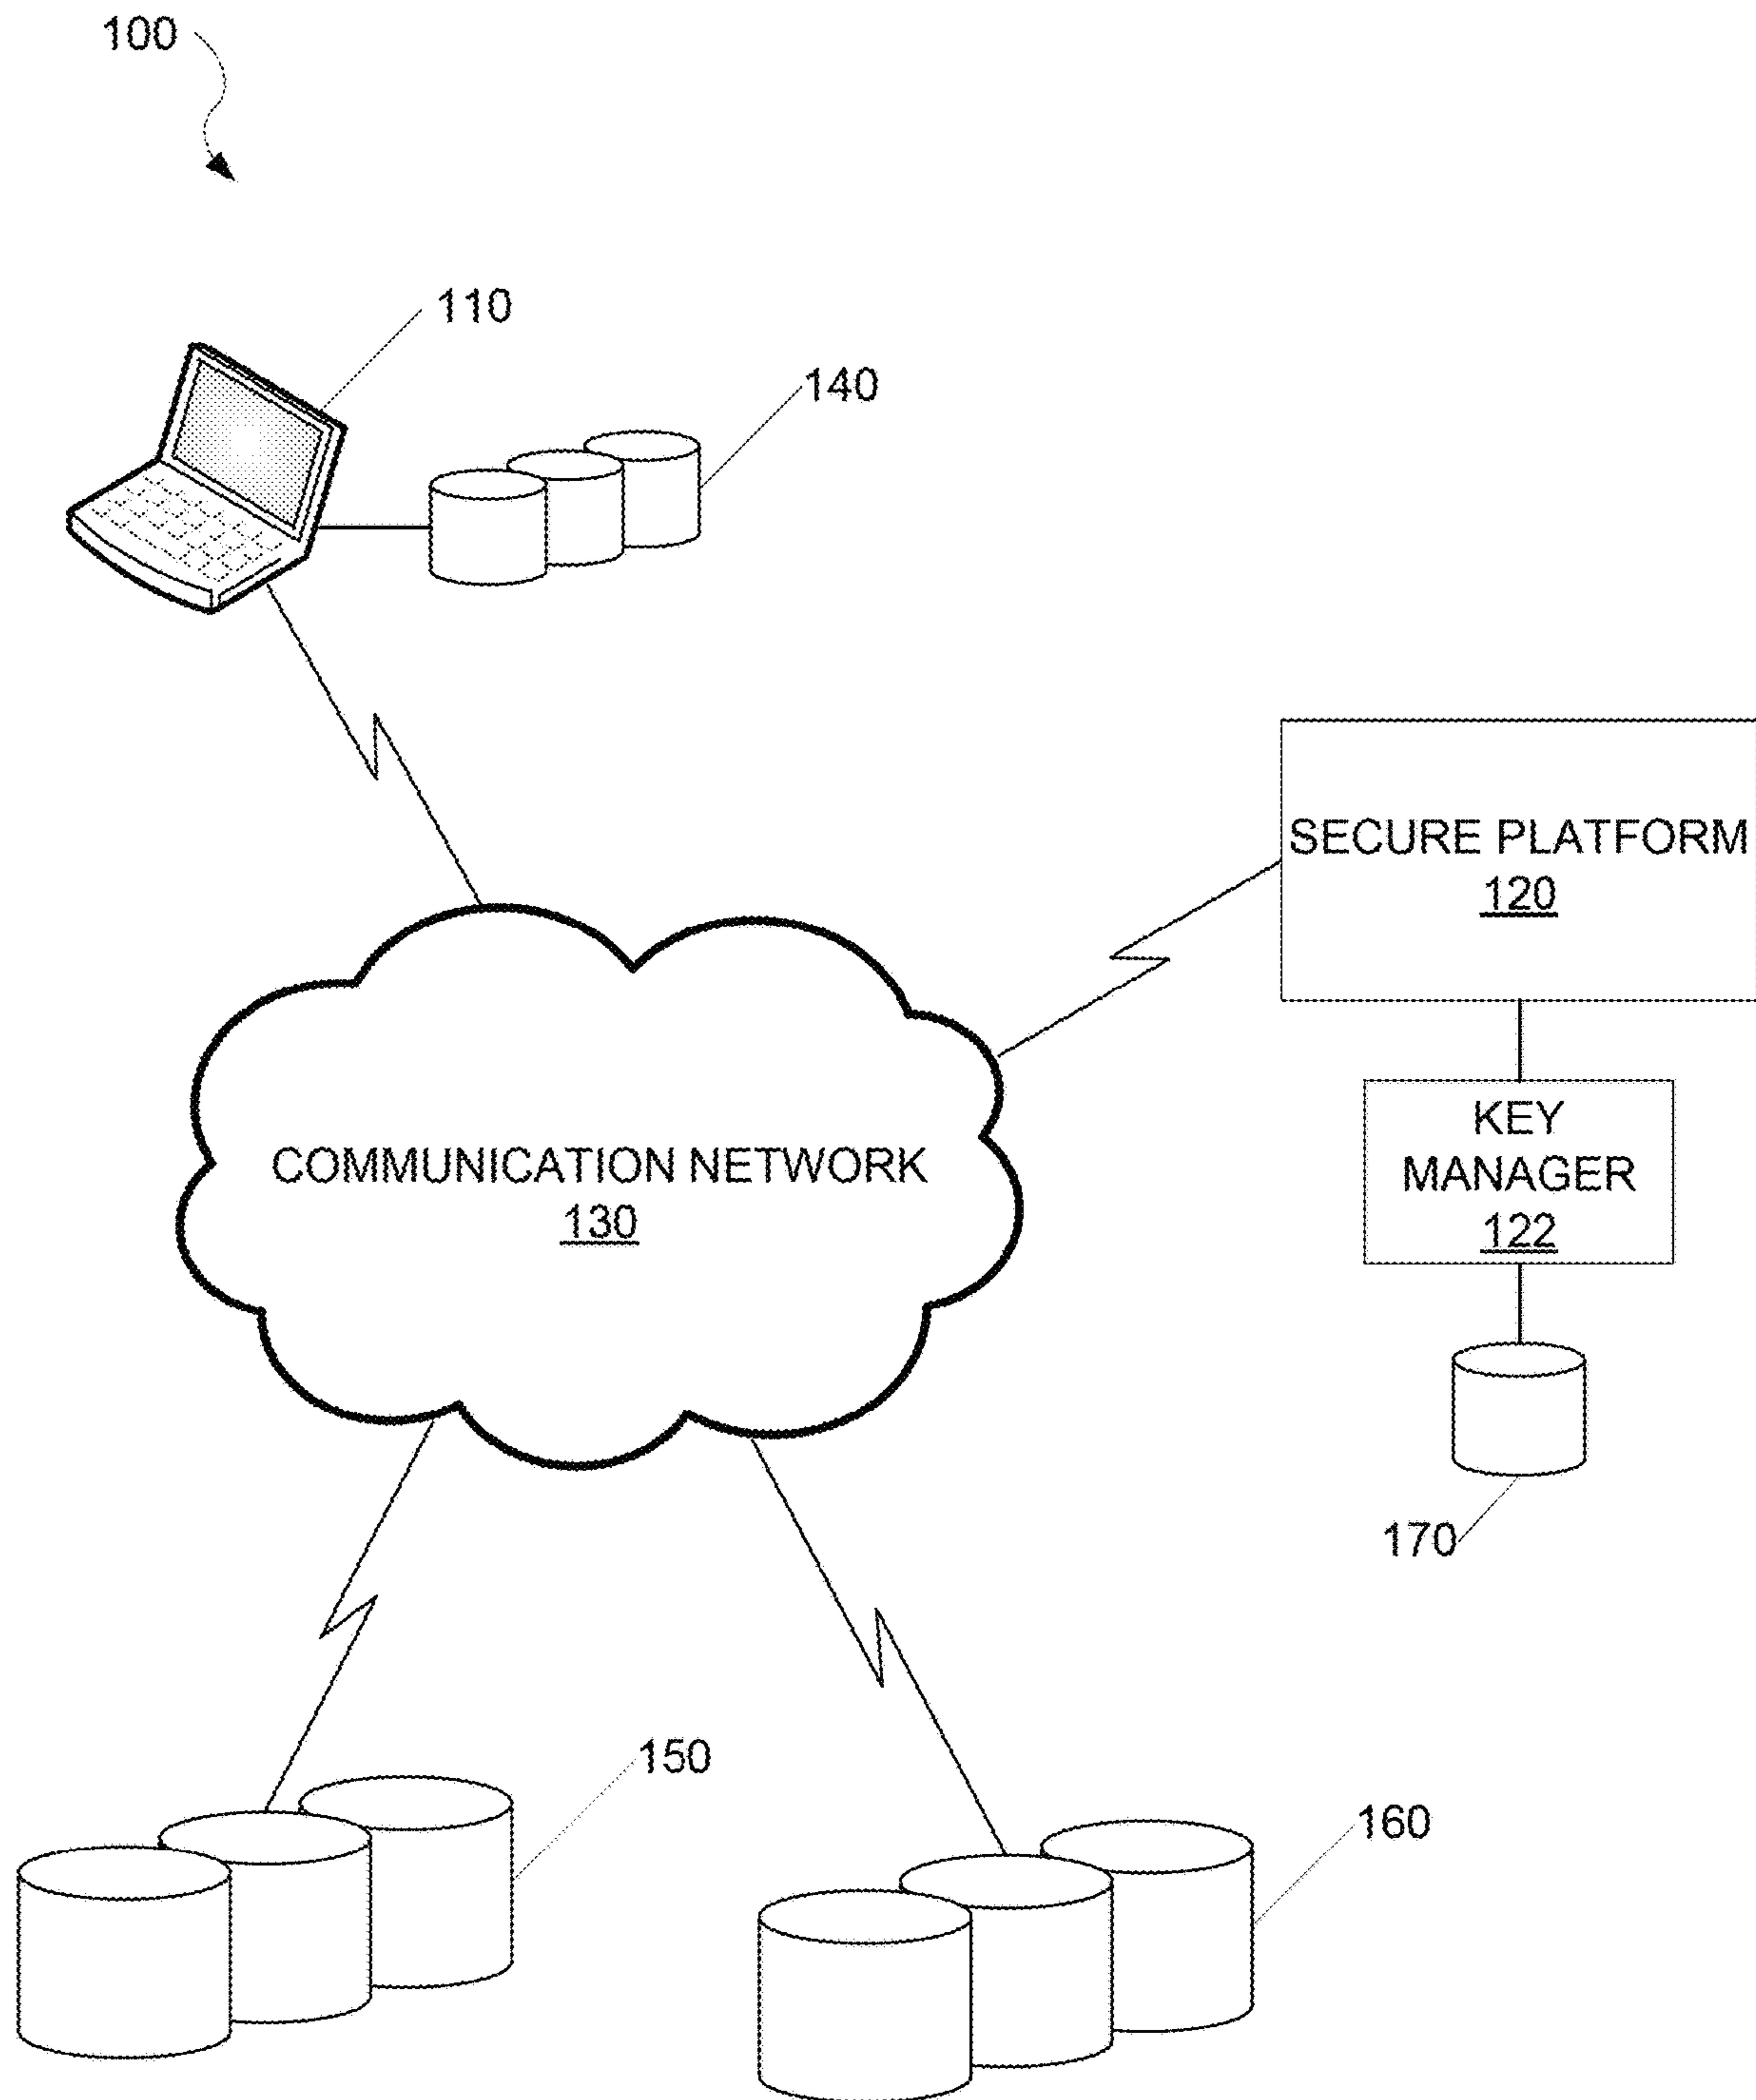 100
110
140
SECURE PLATFORM
120
KEY
MANAGER
122
COMMUNICATION NETWORK
130
170
150
160